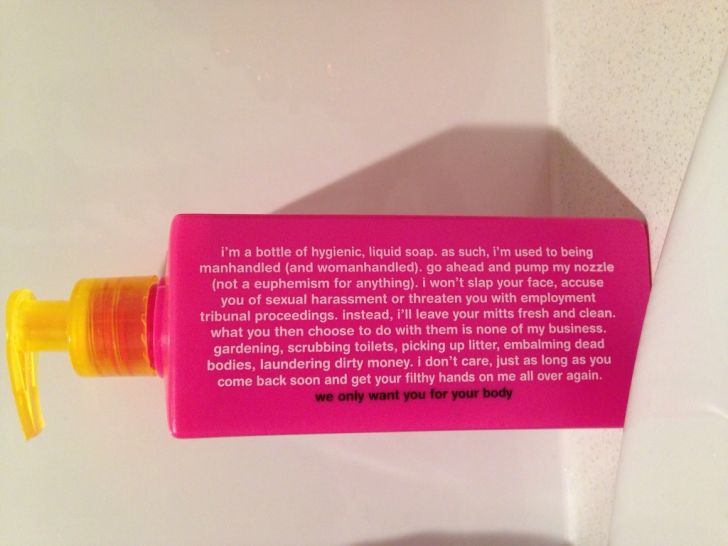 i'm a bottle of hygienic, liquid soap. as such, i'm used to being
manhandled (and womanhandled). go ahead and pump my nozzle
(not a euphemism for anything). i won't slap your face, accuse
you of sexual harassment or threaten you with employment
tribunal proceedings. instead, i'll leave your mitts fresh and clean.
what you then choose to do with them is none of my business.
gardening, scrubbing toilets, picking up litter, embalming dead
bodies, laundering dirty money. i don't care, just as long as you
come back soon and get your filthy hands on me all over again.
we only want you for your body